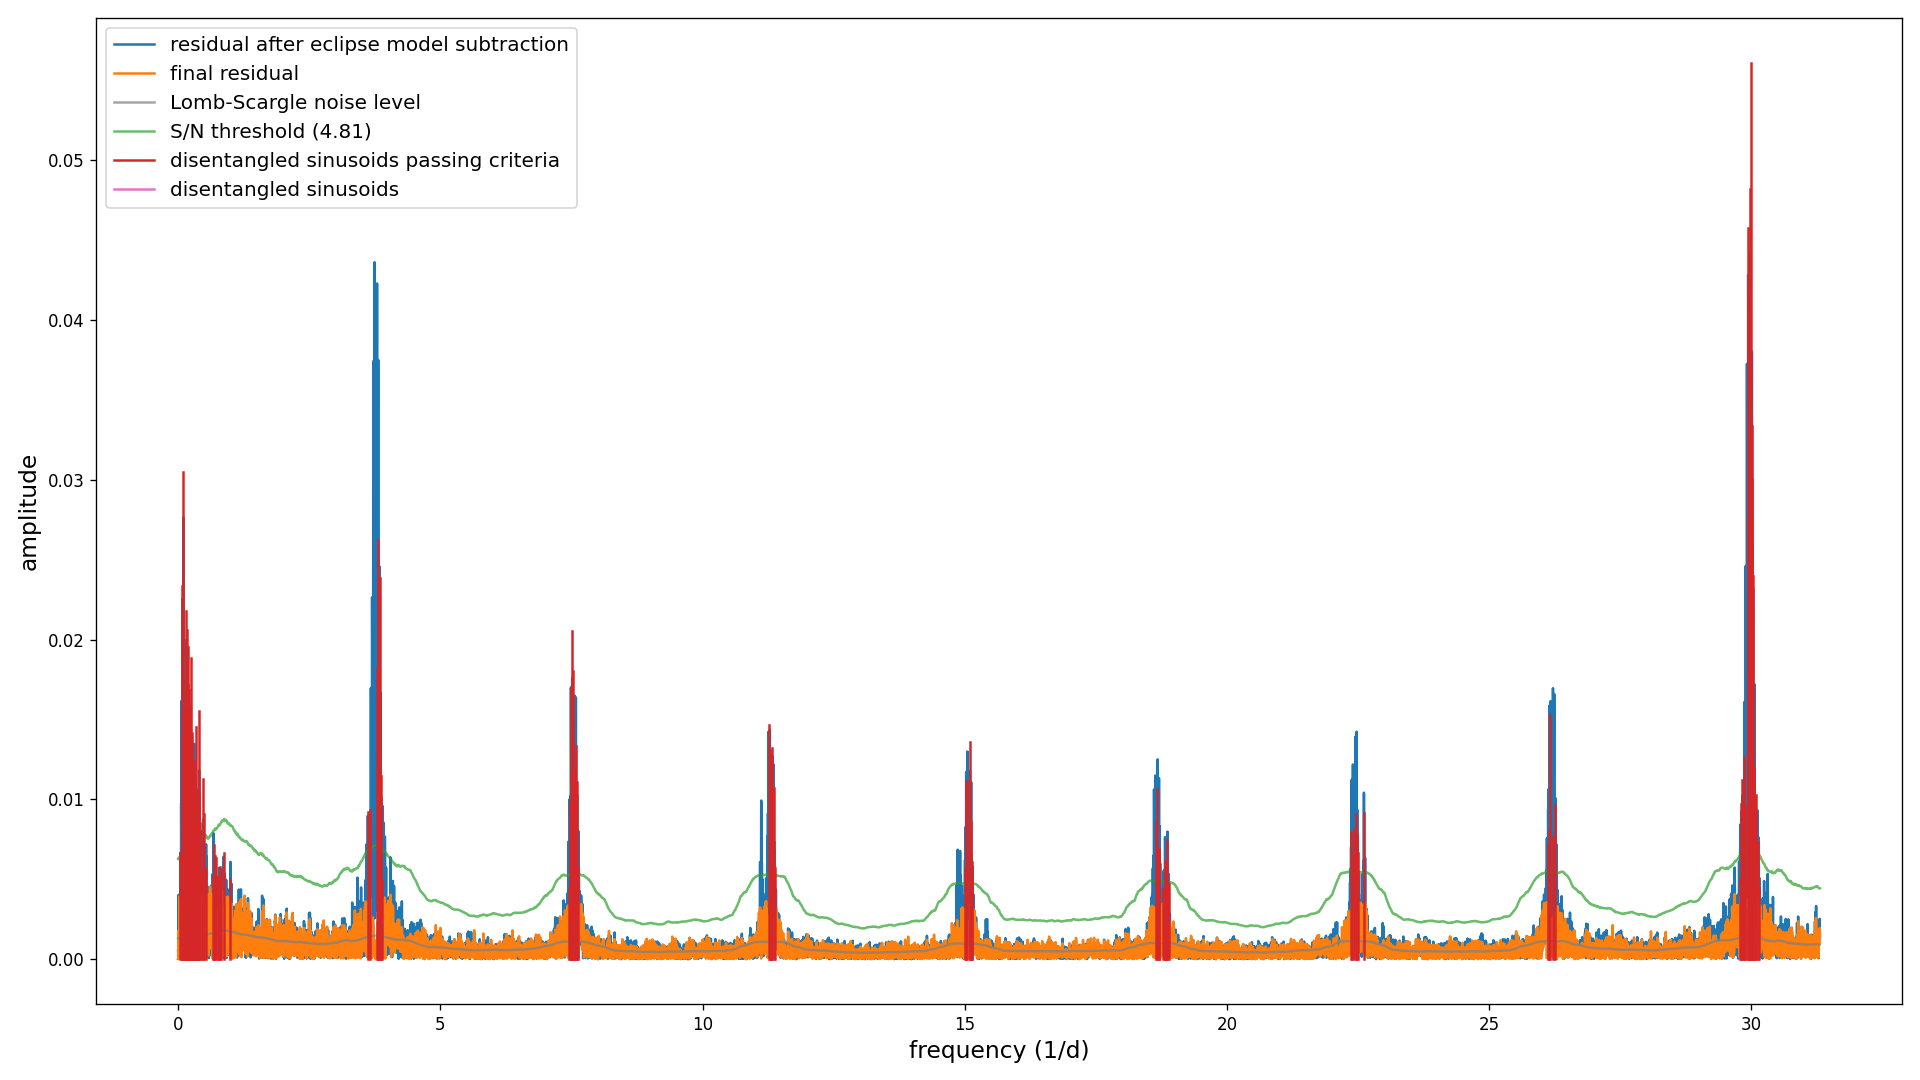 residual after eclipse model subtraction
final residual
Lomb-Scargle noise level
S/N threshold (4.81)
disentangled sinusoids passing criteria
disentangled sinusoids
0.05
0.04
0.03
0.02
0.01
0.00
amplitude
0 5 10 15 20 25 30
frequency (1/d)